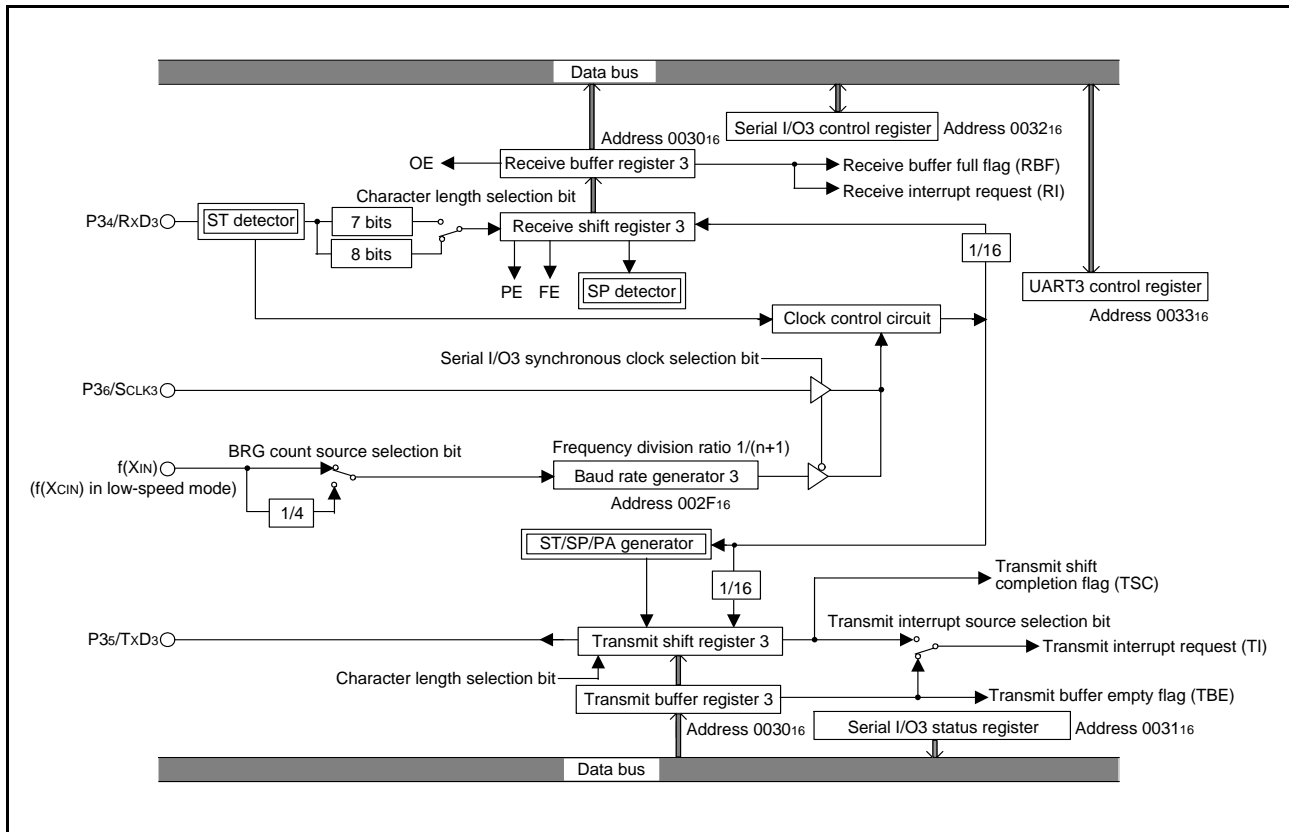 Data bus
Address 0030₁₆
Serial I/O3 control register
Address 0032₁₆
OE
Receive buffer register 3
Receive buffer full flag (RBF)
Receive interrupt request (RI)
Character length selection bit
P3₄/RxD₃
ST detector
7 bits
8 bits
Receive shift register 3
1/16
PE
FE
SP detector
UART3 control register
Address 0033₁₆
Clock control circuit
Serial I/O3 synchronous clock selection bit
P3₆/SCLK3
BRG count source selection bit
Frequency division ratio 1/(n+1)
f(XIN)
(f(XCIN) in low-speed mode)
Baud rate generator 3
Address 002F₁₆
1/4
ST/SP/PA generator
1/16
Transmit shift
completion flag (TSC)
Transmit interrupt source selection bit
P3₅/TxD₃
Transmit shift register 3
Transmit interrupt request (TI)
Character length selection bit
Transmit buffer register 3
Transmit buffer empty flag (TBE)
Address 0030₁₆
Serial I/O3 status register
Address 0031₁₆
Data bus